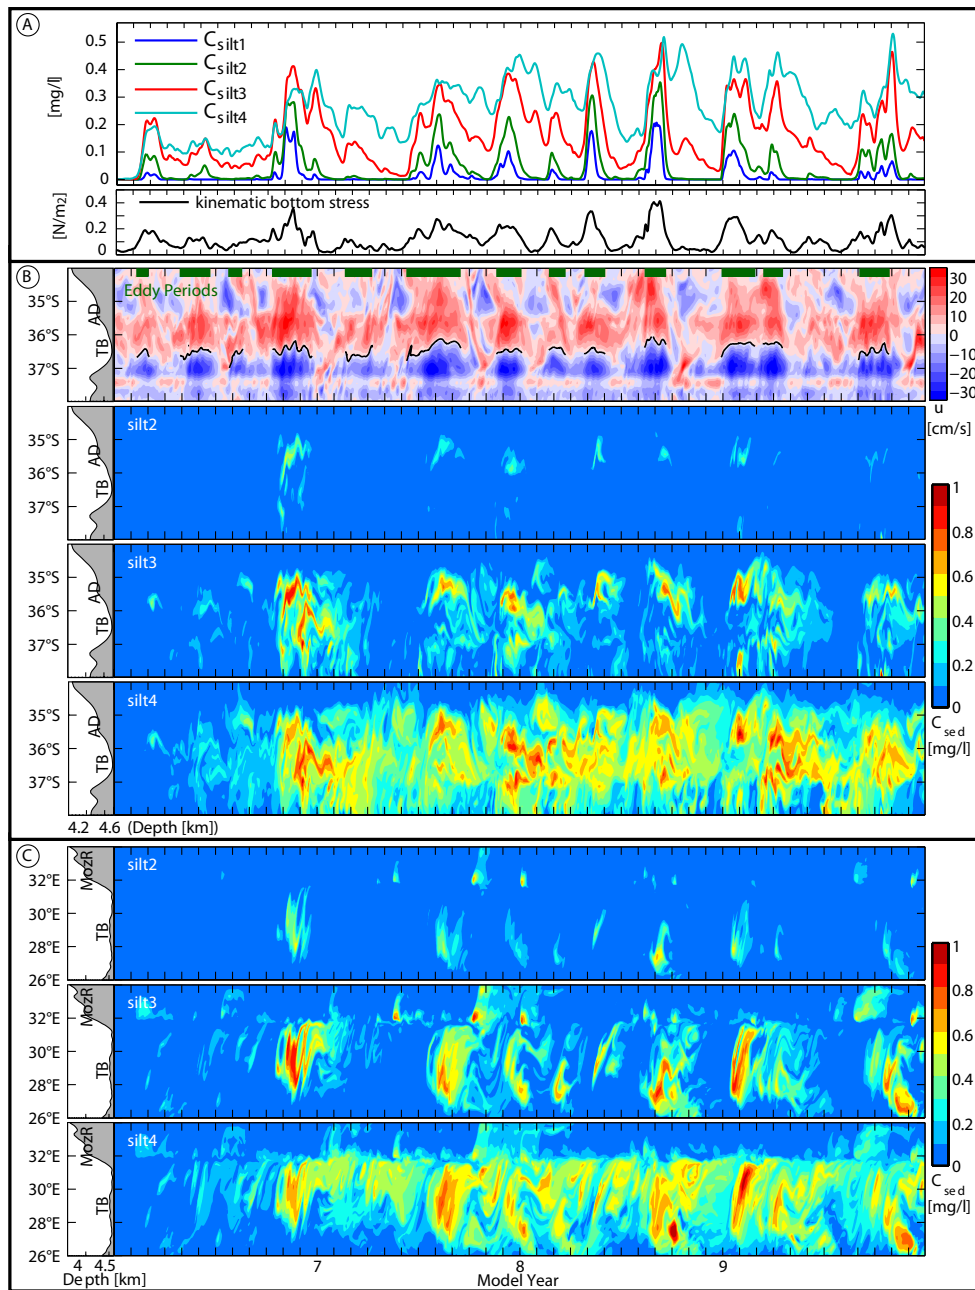 A
0.5
0.4
0.3
0.2
0.1
0
[mg/l]
Csilt1
Csilt2
Csilt3
Csilt4
0.4
0.2
0
[N/m2]
kinematic bottom stress
B
Eddy Periods
35°S
36°S
37°S
AD
TB
30
20
10
0
−10
−20
−30
u
[cm/s]
silt2
35°S
36°S
37°S
AD
TB
silt3
35°S
36°S
37°S
AD
TB
silt4
35°S
36°S
37°S
AD
TB
1
0.8
0.6
0.4
0.2
0
Csed
[mg/l]
4.2 4.6 (Depth [km])
C
silt2
32°E
30°E
28°E
26°E
MozR
TB
silt3
32°E
30°E
28°E
26°E
MozR
TB
silt4
32°E
30°E
28°E
26°E
MozR
TB
1
0.8
0.6
0.4
0.2
0
Csed
[mg/l]
4 4.5
Depth [km]
7 8 9
Model Year